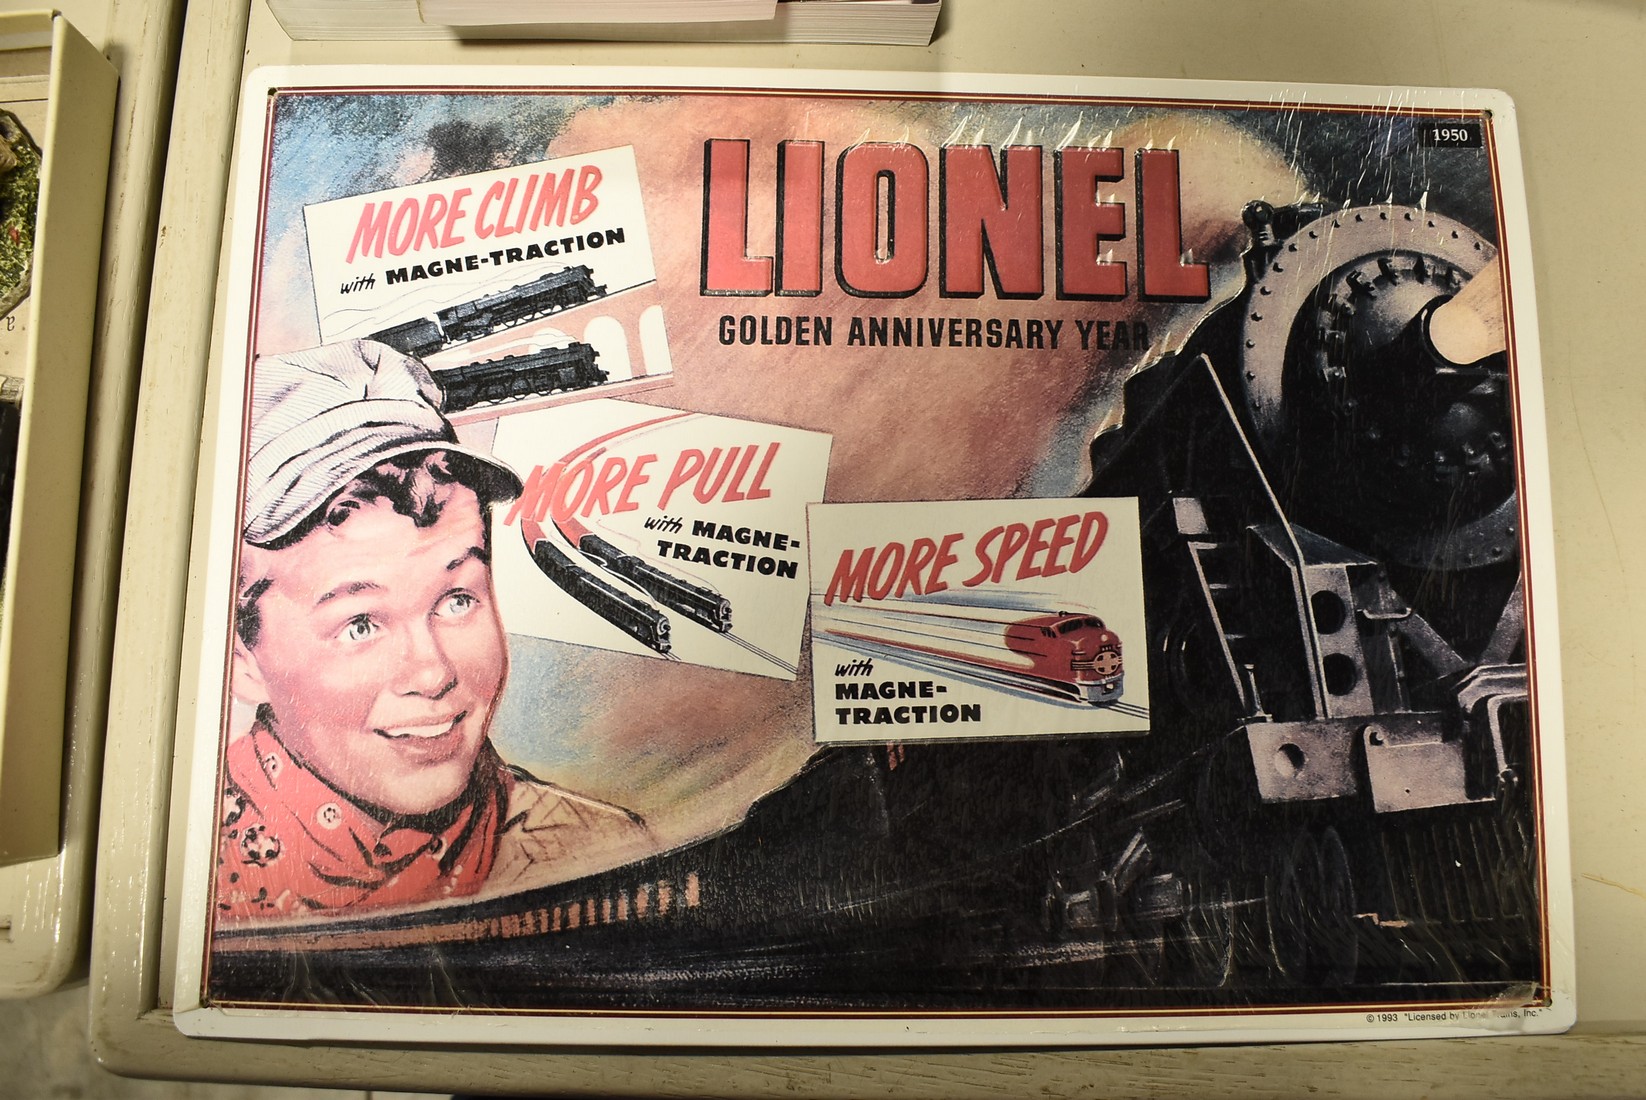 1950
LIONEL
GOLDEN ANNIVERSARY YEAR
MORE CLIMB
with MAGNE-TRACTION
MORE PULL
with MAGNE-
TRACTION
MORE SPEED
with
MAGNE-
TRACTION
© 1993 "Licensed by Lionel Trains, Inc."
a